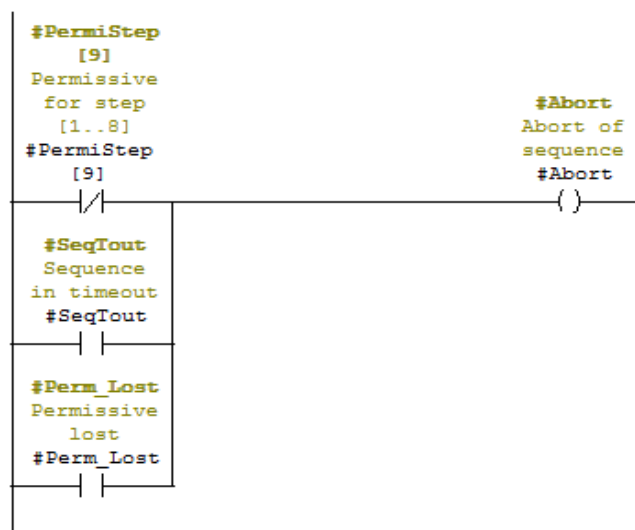 #PermiStep
[9]
Permissive
for step
[1..8]
#PermiStep
[9]
#Abort
Abort of
sequence
#Abort
#SeqTout
Sequence
in timeout
#SeqTout
#Perm_Lost
Permissive
lost
#Perm_Lost